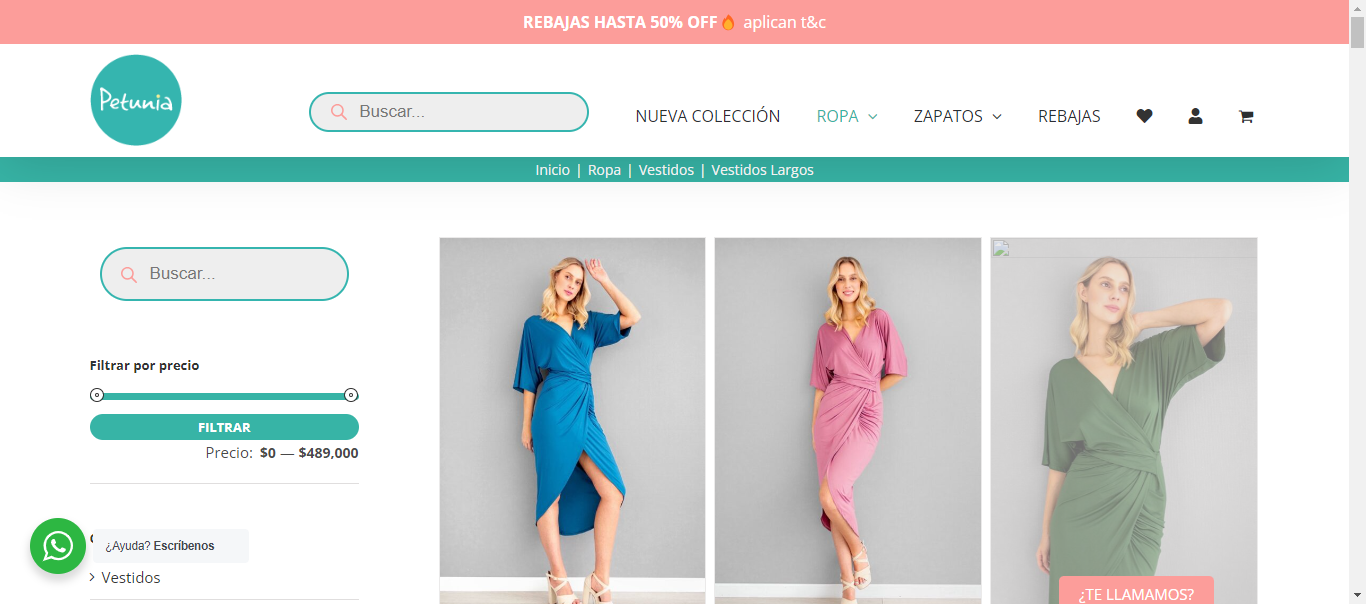 REBAJAS HASTA 50% OFF🔥 aplican t&c
Petunia
Buscar...
NUEVA COLECCIÓN
ROPA
ZAPATOS
REBAJAS
Inicio | Ropa | Vestidos | Vestidos Largos
Buscar...
Filtrar por precio
FILTRAR
Precio: $0 — $489,000
¿Ayuda? Escríbenos
Vestidos
¿TE LLAMAMOS?